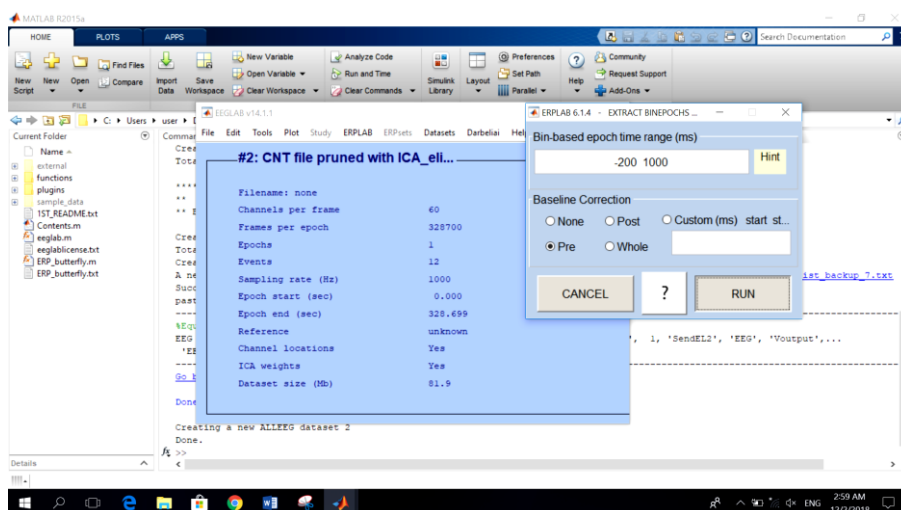 MATLAB R2015a
HOME PLOTS APPS
Search Documentation
New Script
New
Open
Find Files
Compare
Import Data
Save Workspace
New Variable
Open Variable
Clear Workspace
Analyze Code
Run and Time
Clear Commands
Simulink Library
Layout
Preferences
Set Path
Parallel
Help
Community
Request Support
Add-Ons
FILE
C: Users user
Current Folder
Name
external
functions
plugins
sample_data
1ST_README.txt
Contents.m
eeglab.m
eeglablicense.txt
ERP_butterfly.m
ERP_butterfly.txt
Details
EEGLAB v14.1.1
File Edit Tools Plot Study ERPLAB ERPsets Datasets Darbeliai Help
#2: CNT file pruned with ICA_eli...
Filename: none
Channels per frame 60
Frames per epoch 328700
Epochs 1
Events 12
Sampling rate (Hz) 1000
Epoch start (sec) 0.000
Epoch end (sec) 328.699
Reference unknown
Channel locations Yes
ICA weights Yes
Dataset size (Mb) 81.9
ERPLAB 6.1.4 - EXTRACT BINEPOCHS ...
Bin-based epoch time range (ms)
-200 1000
Hint
Baseline Correction
None Post Custom (ms) start st...
Pre Whole
CANCEL ? RUN
ist_backup_7.txt
', 1, 'SendEL2', 'EEG', 'Voutput',...
Creating a new ALLEEG dataset 2
Done.
fx >>
ENG
2:59 AM
12/3/2018